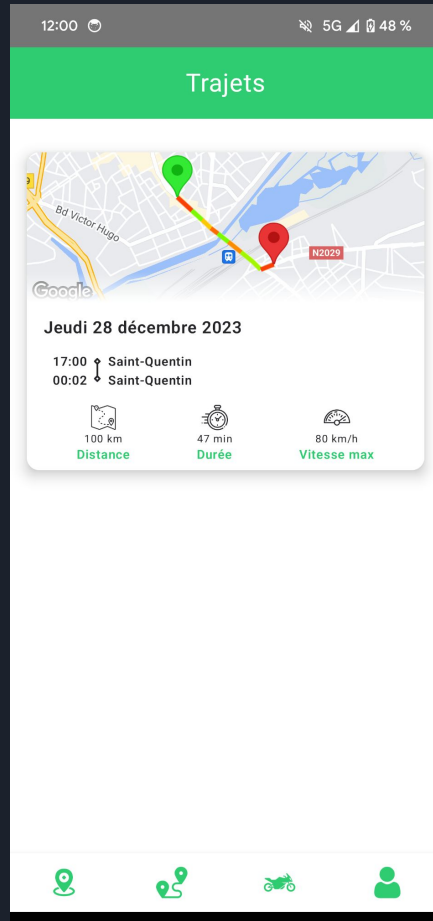 12:00 5G 48 %
Trajets
9
Bd Victor Hugo
N2029
Google
Jeudi 28 décembre 2023
17:00 Saint-Quentin
00:02 Saint-Quentin
100 km 47 min 80 km/h
Distance Durée Vitesse max